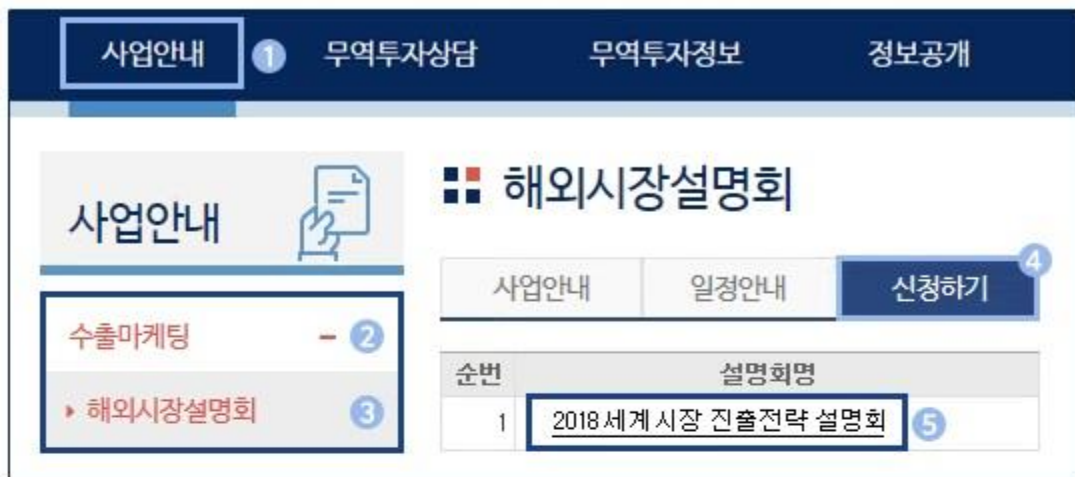 사업안내 1 무역투자상담 무역투자정보 정보공개
사업안내
수출마케팅 - 2
▸ 해외시장설명회 3
해외시장설명회
사업안내 일정안내 신청하기 4
순번 설명회명
1 2018 세계 시장 진출전략 설명회 5